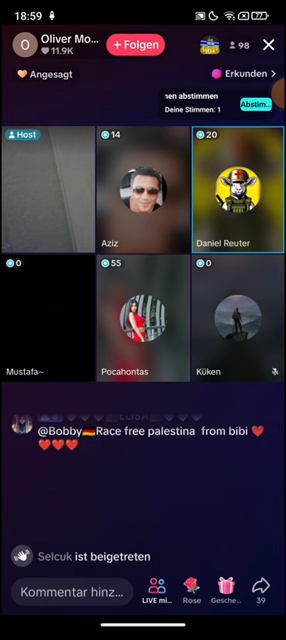 18:59
77
O
Oliver Mo...
11.9K
+ Folgen
98
Angesagt
Erkunden
nen abstimmen
Deine Stimmen: 1
Abstim...
Host
14
20
Aziz
Daniel Reuter
0
55
0
Mustafa~
Pocahontas
Küken
ELISA
@Bobby🇩🇪Race free palestina from bibi ❤️
❤️❤️❤️
Selcuk ist beigetreten
Kommentar hinz...
LIVE mi...
Rose
Gesche...
39